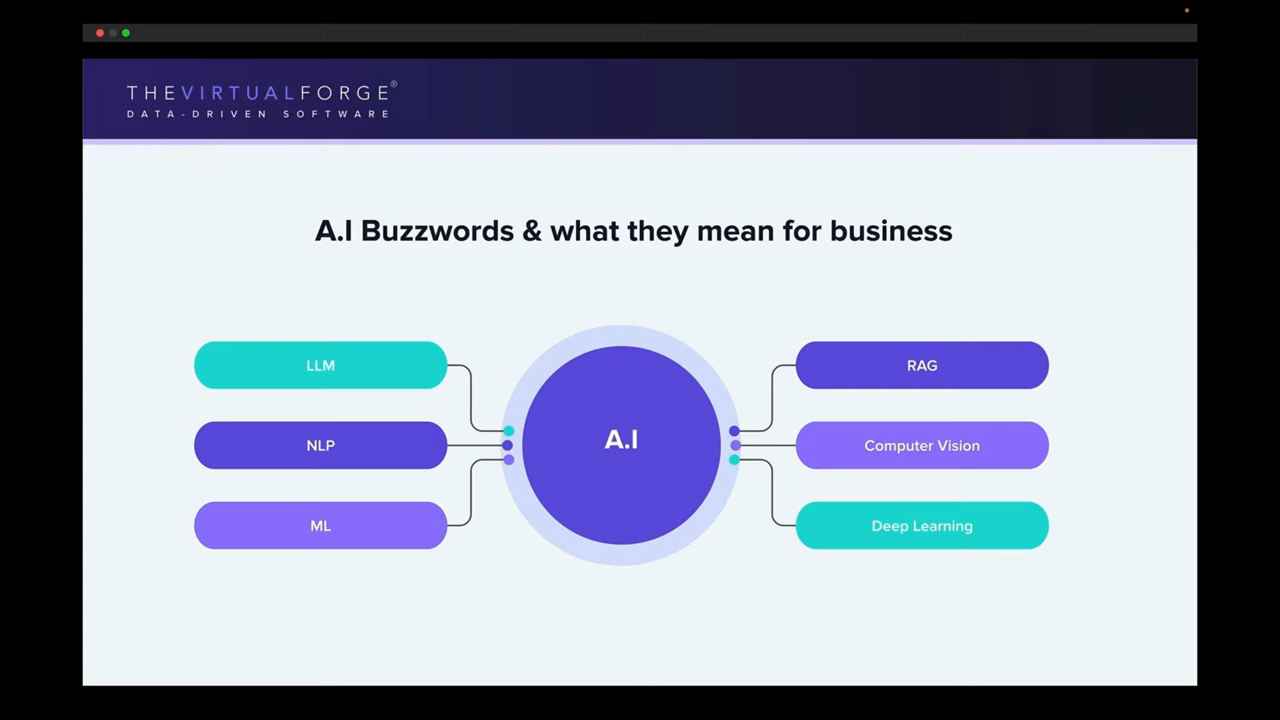 THEVIRTUALFORGE®
DATA-DRIVEN SOFTWARE
A.I Buzzwords & what they mean for business
LLM
NLP
ML
A.I
RAG
Computer Vision
Deep Learning